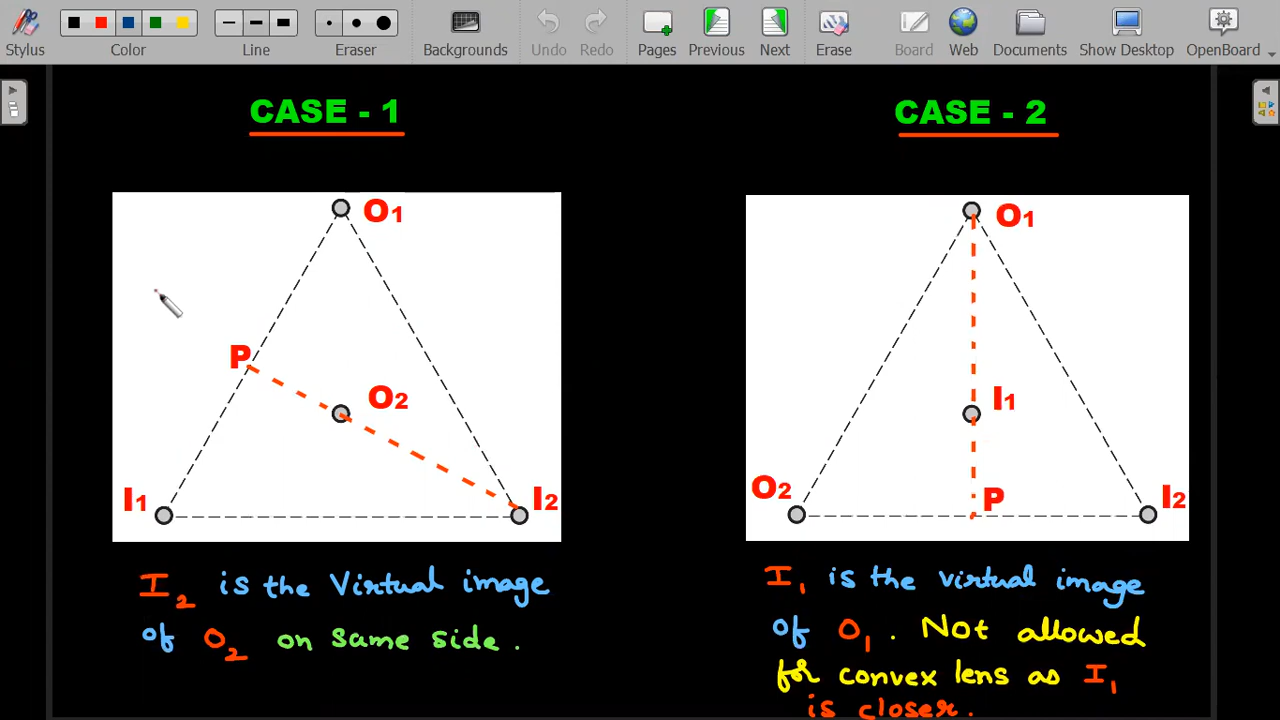 Stylus
Color
Line
Eraser
Backgrounds
Undo
Redo
Pages
Previous
Next
Erase
Board
Web
Documents
Show Desktop
OpenBoard
CASE - 1
O1
P
O2
I1
I2
I2 is the Virtual image
of O2 on same side.
CASE - 2
O1
I1
O2
P
I2
I1 is the virtual image
of O1. Not allowed
for convex lens as I1
is closer.